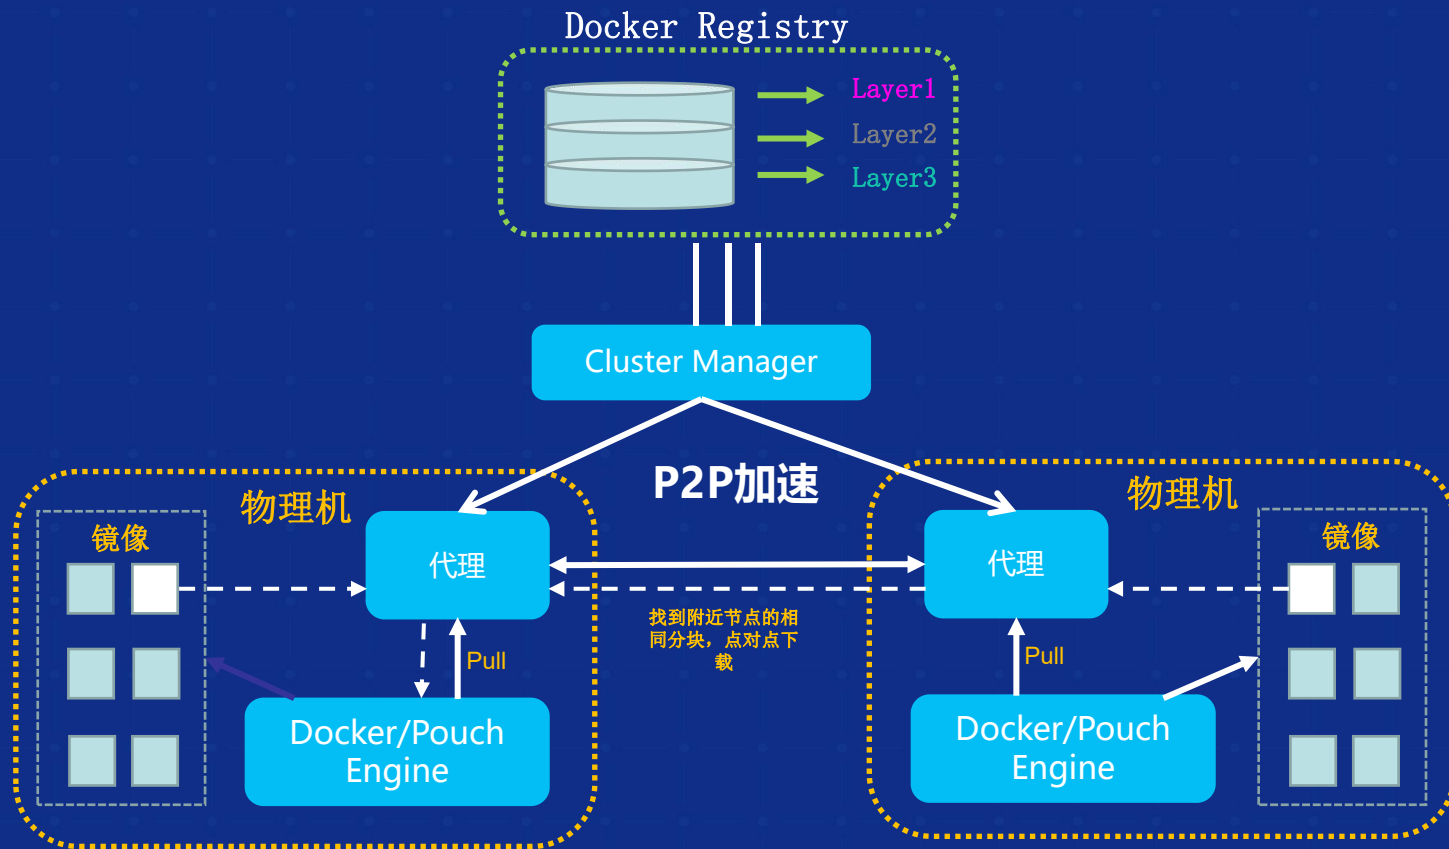 Docker Registry
Layer1
Layer2
Layer3
Cluster Manager
P2P加速
物理机
镜像
代理
Pull
Docker/Pouch
Engine
找到附近节点的相
同分块，点对点下
载
物理机
镜像
代理
Pull
Docker/Pouch
Engine